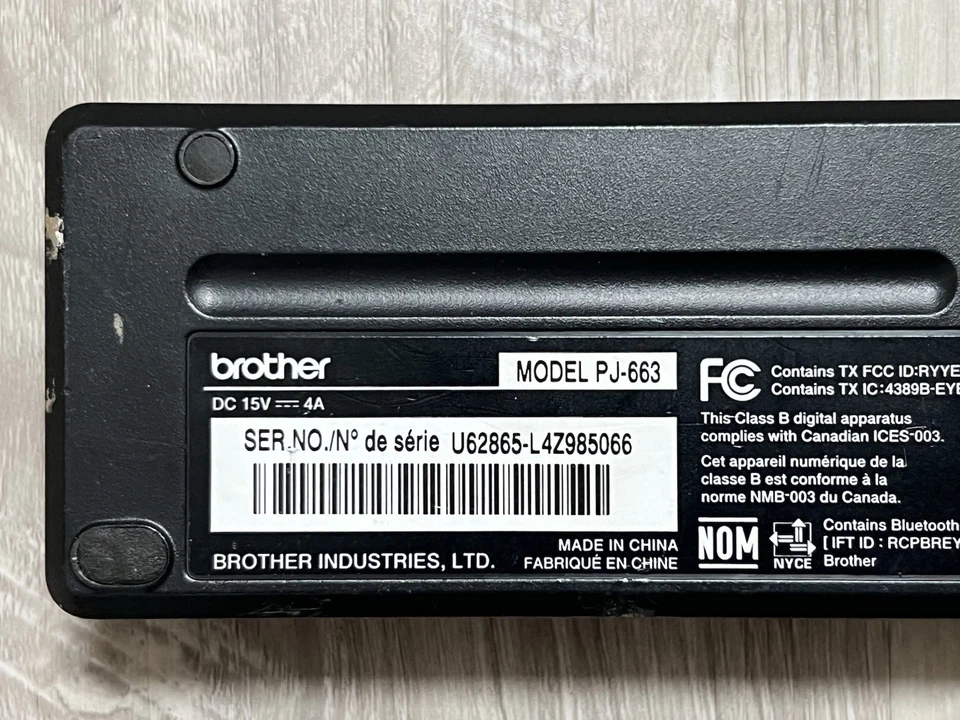 brother
MODEL PJ-663
DC 15V ⎓ 4A
SER.NO./Nº de série U62865-L4Z985066
BROTHER INDUSTRIES, LTD.
MADE IN CHINA
FABRIQUÉ EN CHINE
FC Contains TX FCC ID:RYYE
Contains TX IC:4389B-EYE
This Class B digital apparatus
complies with Canadian ICES-003.
Cet appareil numérique de la
classe B est conforme à la
norme NMB-003 du Canada.
NOM
NYCE
Contains Bluetooth
[ IFT ID : RCPBREY
Brother